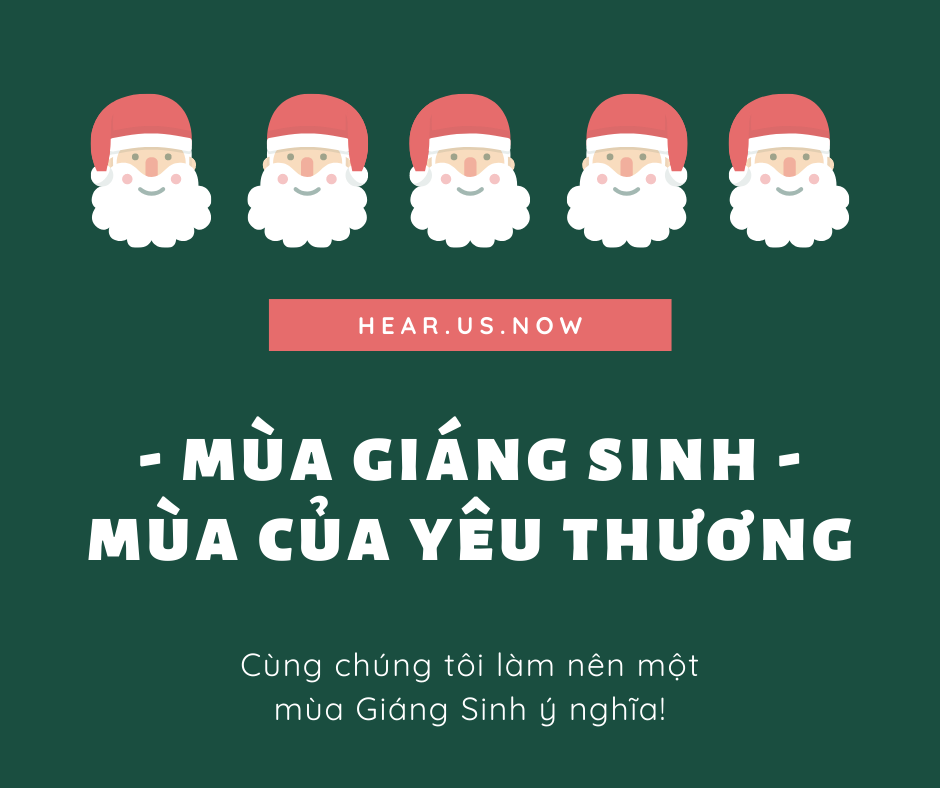 HEAR.US.NOW
- MÙA GIÁNG SINH -
MÙA CỦA YÊU THƯƠNG
Cùng chúng tôi làm nên một
mùa Giáng Sinh ý nghĩa!